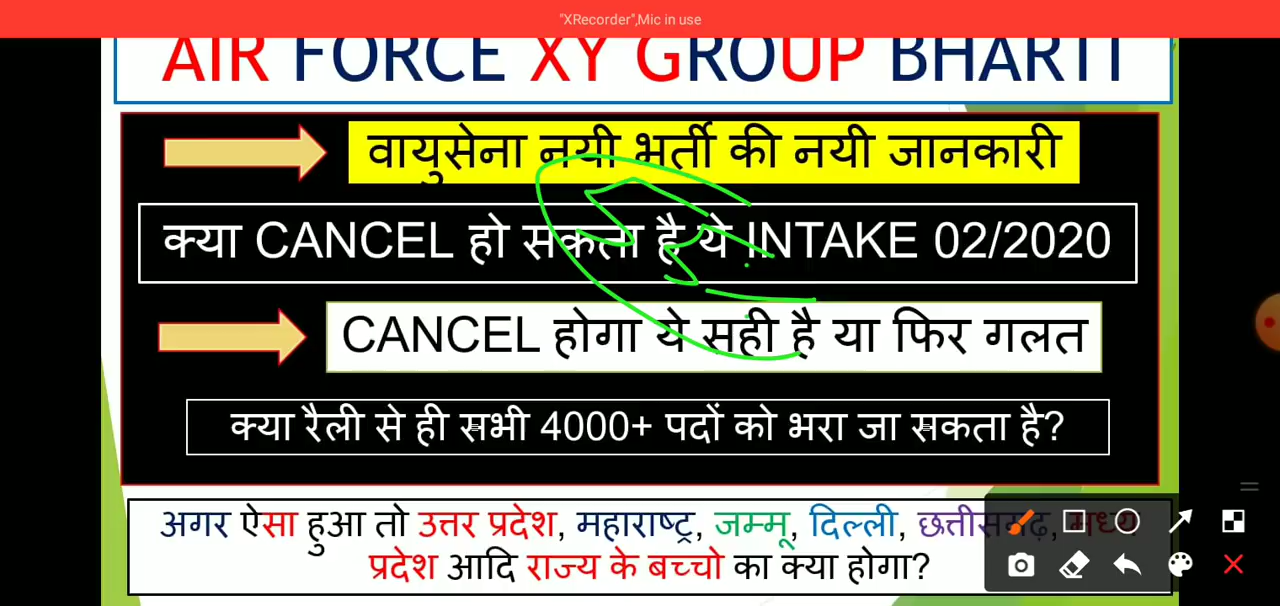 "XRecorder",Mic in use
AIR FORCE XY GROUP BHARTI
वायुसेना नयी भर्ती की नयी जानकारी
क्या CANCEL हो सकता है ये INTAKE 02/2020
CANCEL होगा ये सही है या फिर गलत
क्या रैली से ही सभी 4000+ पदों को भरा जा सकता है?
अगर ऐसा हुआ तो उत्तर प्रदेश, महाराष्ट्र, जम्मू, दिल्ली, छत्तीसगढ़, मध्य
प्रदेश आदि राज्य के बच्चो का क्या होगा?